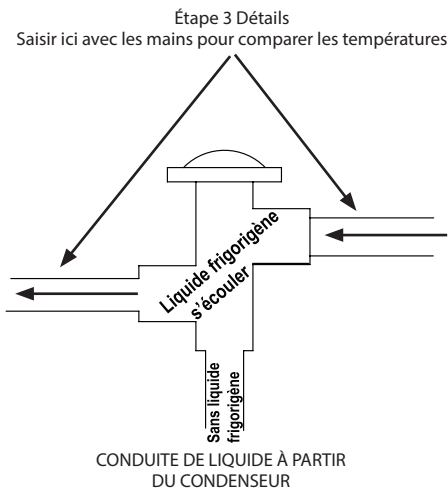 Étape 3 Détails
Saisir ici avec les mains pour comparer les températures
Liquide frigorigène
s'écouler
Sans liquide
frigorigène
CONDUITE DE LIQUIDE À PARTIR
DU CONDENSEUR